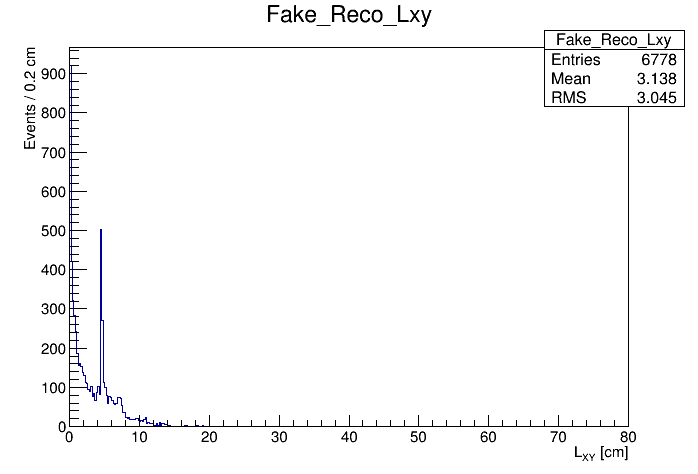 Fake_Reco_Lxy
Fake_Reco_Lxy
Entries 6778
Mean 3.138
RMS 3.045
Events / 0.2 cm
900
800
700
600
500
400
300
200
100
0
0 10 20 30 40 50 60 70 80
L_XY [cm]